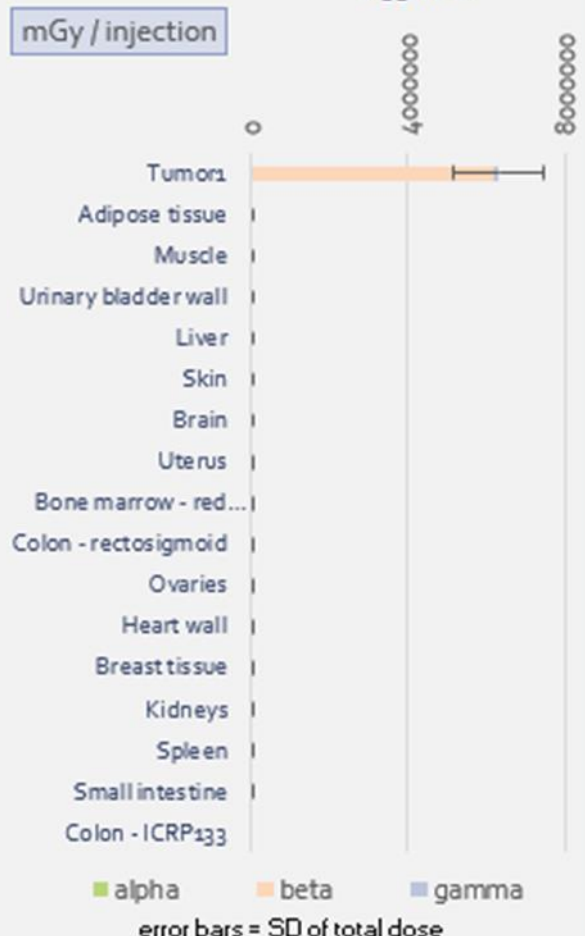 mGy / injection
0
4000000
8000000
Tumor1
Adipose tissue
Muscle
Urinary bladder wall
Liver
Skin
Brain
Uterus
Bone marrow - red...
Colon - rectosigmoid
Ovaries
Heart wall
Breast tissue
Kidneys
Spleen
Small intestine
Colon - ICRP133
alpha beta gamma
error bars = SD of total dose